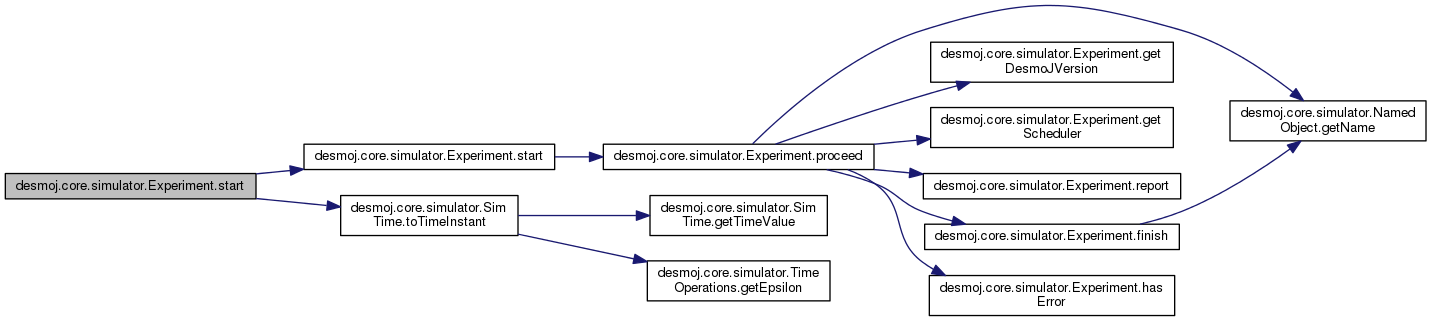 desmoj.core.simulator.Experiment.start
desmoj.core.simulator.Experiment.start
desmoj.core.simulator.Sim
Time.toTimeInstant
desmoj.core.simulator.Experiment.proceed
desmoj.core.simulator.Sim
Time.getTimeValue
desmoj.core.simulator.Time
Operations.getEpsilon
desmoj.core.simulator.Experiment.get
DesmoJVersion
desmoj.core.simulator.Experiment.get
Scheduler
desmoj.core.simulator.Experiment.report
desmoj.core.simulator.Experiment.finish
desmoj.core.simulator.Experiment.has
Error
desmoj.core.simulator.Named
Object.getName